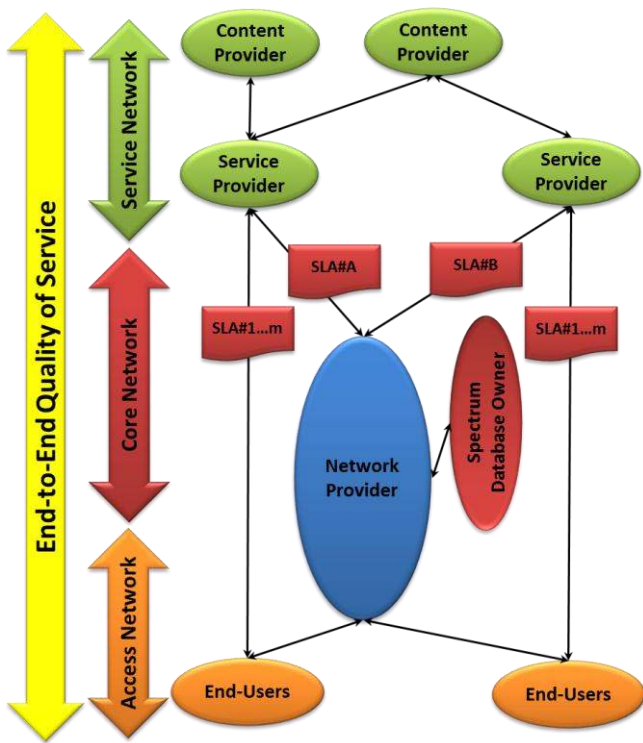 End-to-End Quality of Service
Service Network
Core Network
Access Network
Content
Provider
Content
Provider
Service
Provider
Service
Provider
SLA#A
SLA#B
SLA#1...m
SLA#1...m
Network
Provider
Spectrum
Database Owner
End-Users
End-Users